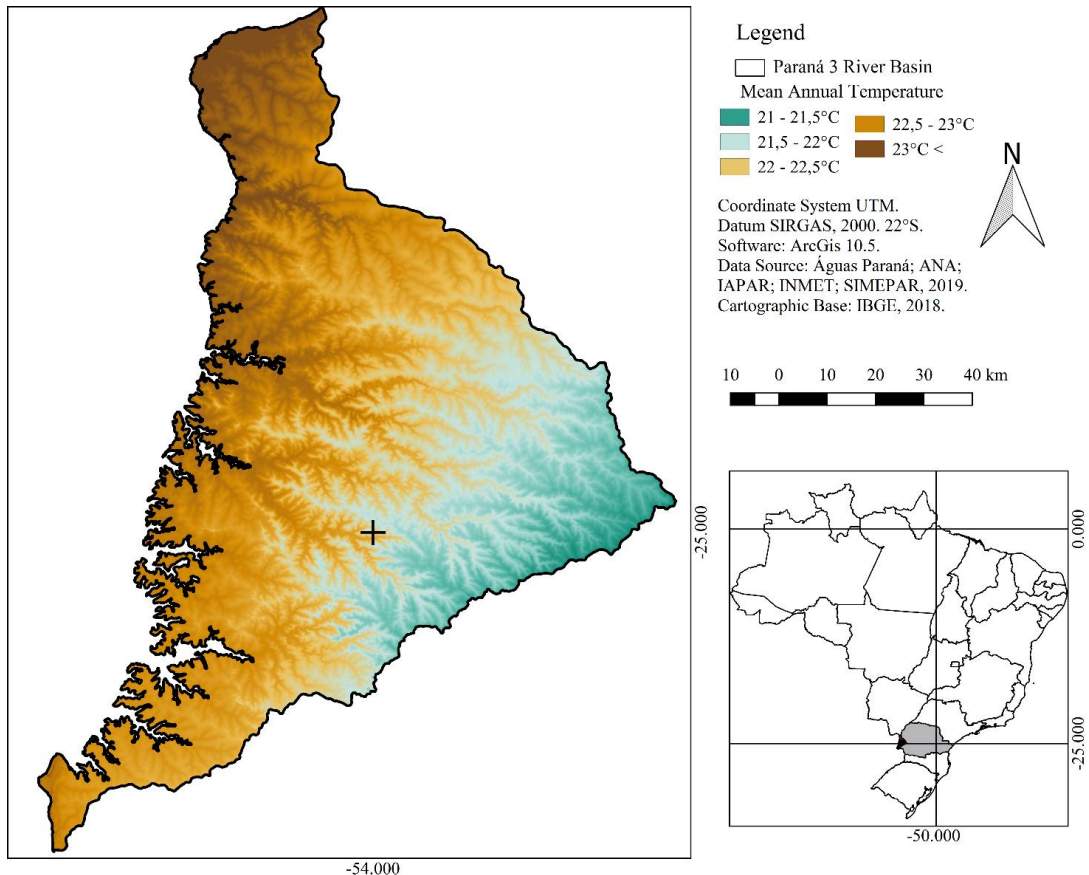 Legend
Paraná 3 River Basin
Mean Annual Temperature
21 - 21,5°C
21,5 - 22°C
22 - 22,5°C
22,5 - 23°C
23°C <
N
Coordinate System UTM.
Datum SIRGAS, 2000. 22°S.
Software: ArcGis 10.5.
Data Source: Águas Paraná; ANA;
IAPAR; INMET; SIMEPAR, 2019.
Cartographic Base: IBGE, 2018.
10 0 10 20 30 40 km
-25.000
0.000
-25.000
-50.000
-54.000